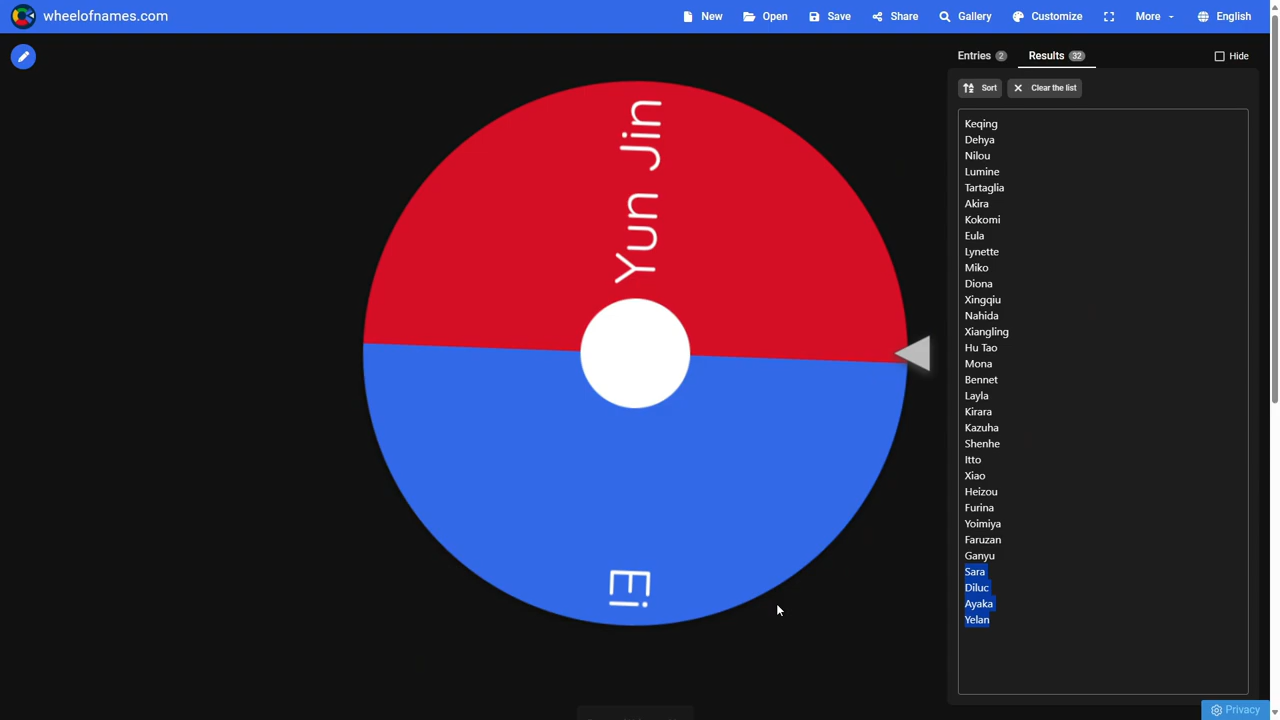 wheelofnames.com
New
Open
Save
Share
Gallery
Customize
More
English
Entries 2
Results 32
Hide
Sort
Clear the list
Yun Jin
Ei
Keqing
Dehya
Nilou
Lumine
Tartaglia
Akira
Kokomi
Eula
Lynette
Miko
Diona
Xingqiu
Nahida
Xiangling
Hu Tao
Mona
Bennet
Layla
Kirara
Kazuha
Shenhe
Itto
Xiao
Heizou
Furina
Yoimiya
Faruzan
Ganyu
Sara
Diluc
Ayaka
Yelan
Privacy